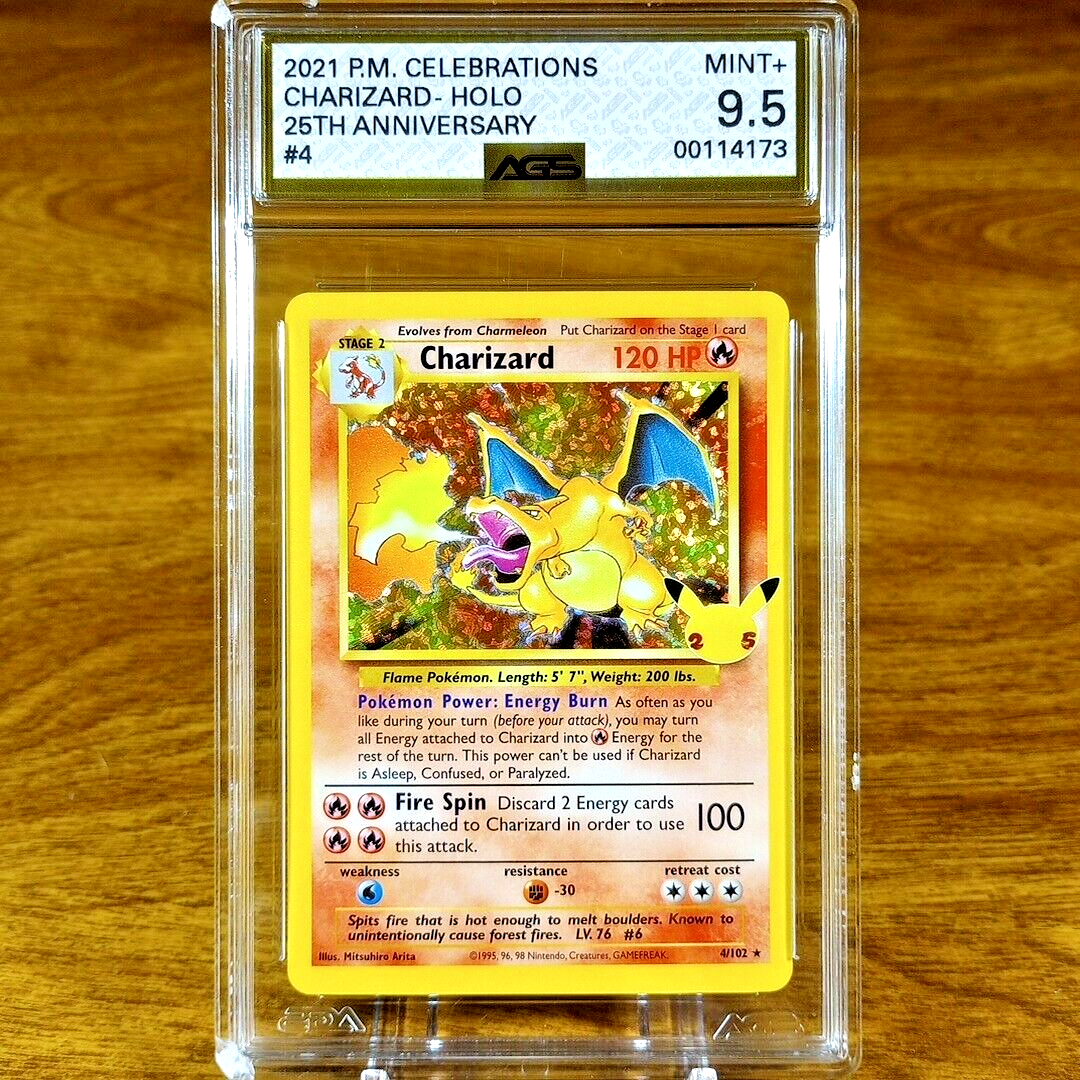 2021 P.M. CELEBRATIONS MINT+
CHARIZARD- HOLO 9.5
25TH ANNIVERSARY
#4 AGS 00114173
Evolves from Charmeleon Put Charizard on the Stage 1 card
STAGE 2
Charizard 120 HP
25
Flame Pokémon. Length: 5' 7", Weight: 200 lbs.
Pokémon Power: Energy Burn As often as you
like during your turn (before your attack), you may turn
all Energy attached to Charizard into Energy for the
rest of the turn. This power can't be used if Charizard
is Asleep, Confused, or Paralyzed.
Fire Spin Discard 2 Energy cards
attached to Charizard in order to use 100
this attack.
weakness resistance retreat cost
-30
Spits fire that is hot enough to melt boulders. Known to
unintentionally cause forest fires. LV. 76 #6
Illus. Mitsuhiro Arita ©1995, 96, 98 Nintendo, Creatures, GAMEFREAK. 4/102 ★